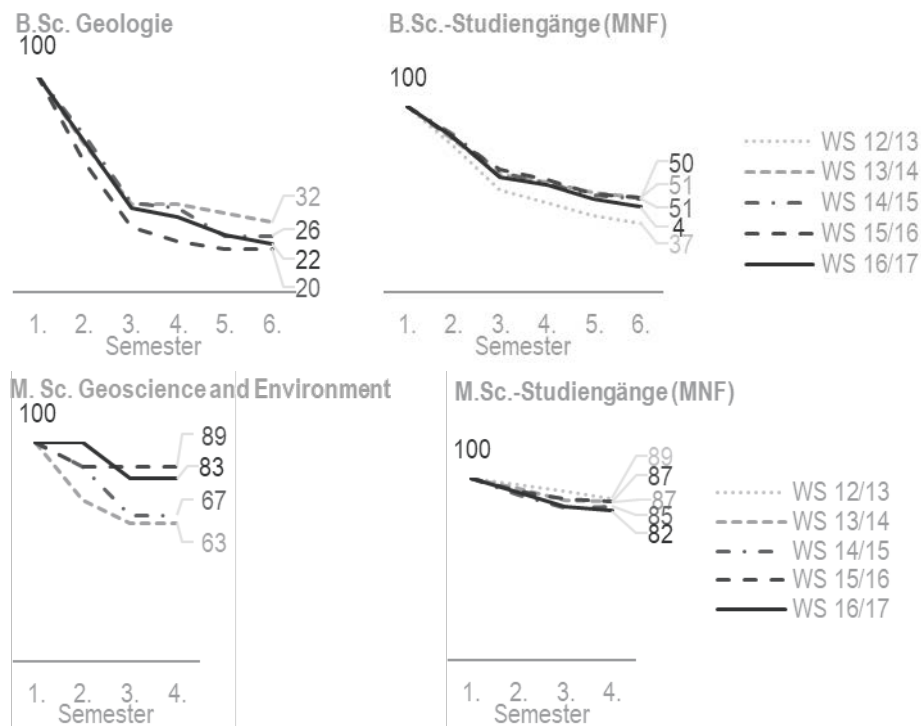 B.Sc. Geologie
100
32
26
22
20
1. 2. 3. 4. 5. 6.
Semester
B.Sc.-Studiengänge (MNF)
100
50
51
51
4
37
1. 2. 3. 4. 5. 6.
Semester
WS 12/13
WS 13/14
WS 14/15
WS 15/16
WS 16/17
M. Sc. Geoscience and Environment
100
89
83
67
63
1. 2. 3. 4.
Semester
M.Sc.-Studiengänge (MNF)
100
89
87
87
85
82
1. 2. 3. 4.
Semester
WS 12/13
WS 13/14
WS 14/15
WS 15/16
WS 16/17